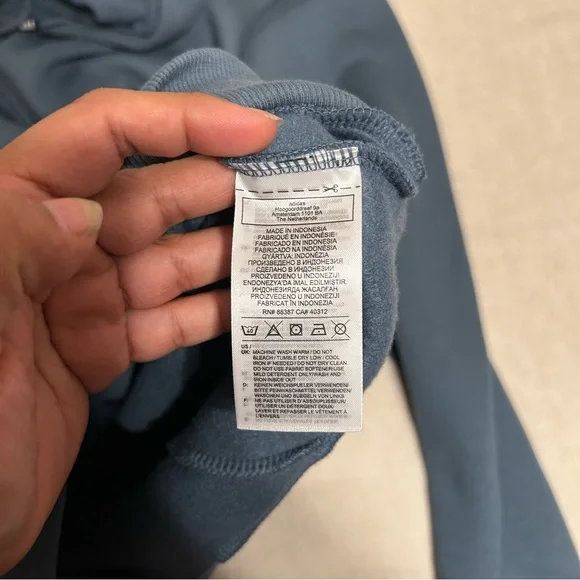 adidas
Hoogoorddreef 9a
Amsterdam 1101 BA
The Netherlands
MADE IN INDONESIA
FABRIQUÉ EN INDONÉSIE
FABRICADO EN INDONESIA
FABRICADO NA INDONÉSIA
GYÁRTVA: INDONÉZIA
ПРОИЗВЕДЕНО В ИНДОНЕЗИЯ
СДЕЛАНО В ИНДОНЕЗИИ
PROIZVEDENO U INDONEZIJI
ENDONEZYA'DA İMAL EDİLMİŞTİR.
ИНДОНЕЗИЯДА ЖАСАЛҒАН
PROIZVEDENO U INDONEZIJI
FABRICAT ÎN INDONEZIA
RN# 88387 CA# 40312
US /
UK: MACHINE WASH WARM / DO NOT
BLEACH / TUMBLE DRY LOW / COOL
IRON IF NEEDED / DO NOT DRY CLEAN
DO NOT USE FABRIC SOFTENER / USE
MILD DETERGENT ONLY / WASH AND
IRON INSIDE OUT
D: KEINEN WEICHSPÜLER VERWENDEN /
BITTE FEINWASCHMITTEL VERWENDEN /
WASCHEN UND BÜGELN VON LINKS
F: NE PAS UTILISER D'ASSOUPLISSEUR /
UTILISER UN DETERGENT DOUX /
LAVER ET REPASSER LE VÊTEMENT À
L'ENVERS